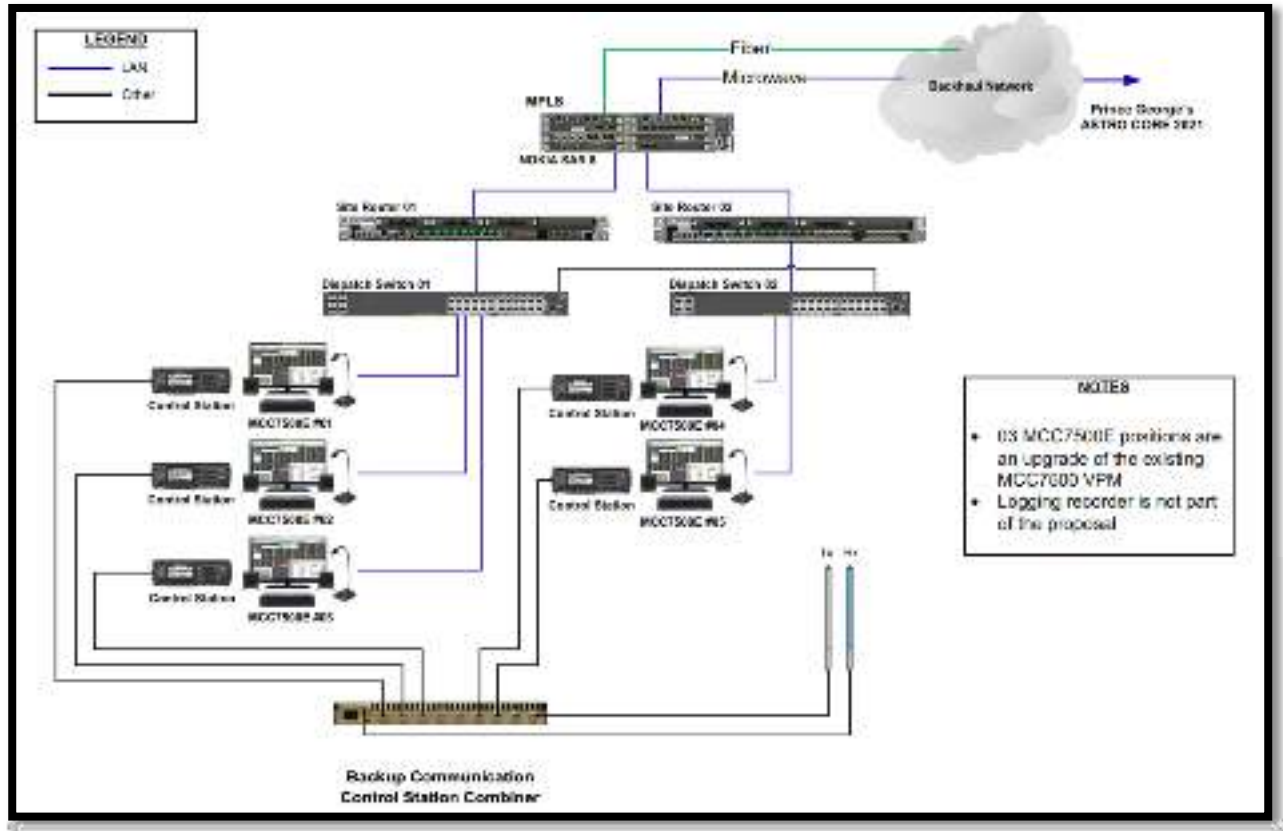 LEGEND
LAN
Other
Fiber
Microwave
Backhaul Network
Prince George's
ASTRO CORE 2021
MPLS
NOKIA SAR 8
Site Router 01
Site Router 02
Dispatch Switch 01
Dispatch Switch 02
Control Station
MCC7500E #01
Control Station
MCC7500E #04
Control Station
MCC7500E #02
Control Station
MCC7500E #05
Control Station
MCC7500E
NOTES
03 MCC7500E positions are
an upgrade of the existing
MCC7500 VPM
Logging recorder is not part
of the proposal
Tx Rx
Backup Communication
Control Station Combiner